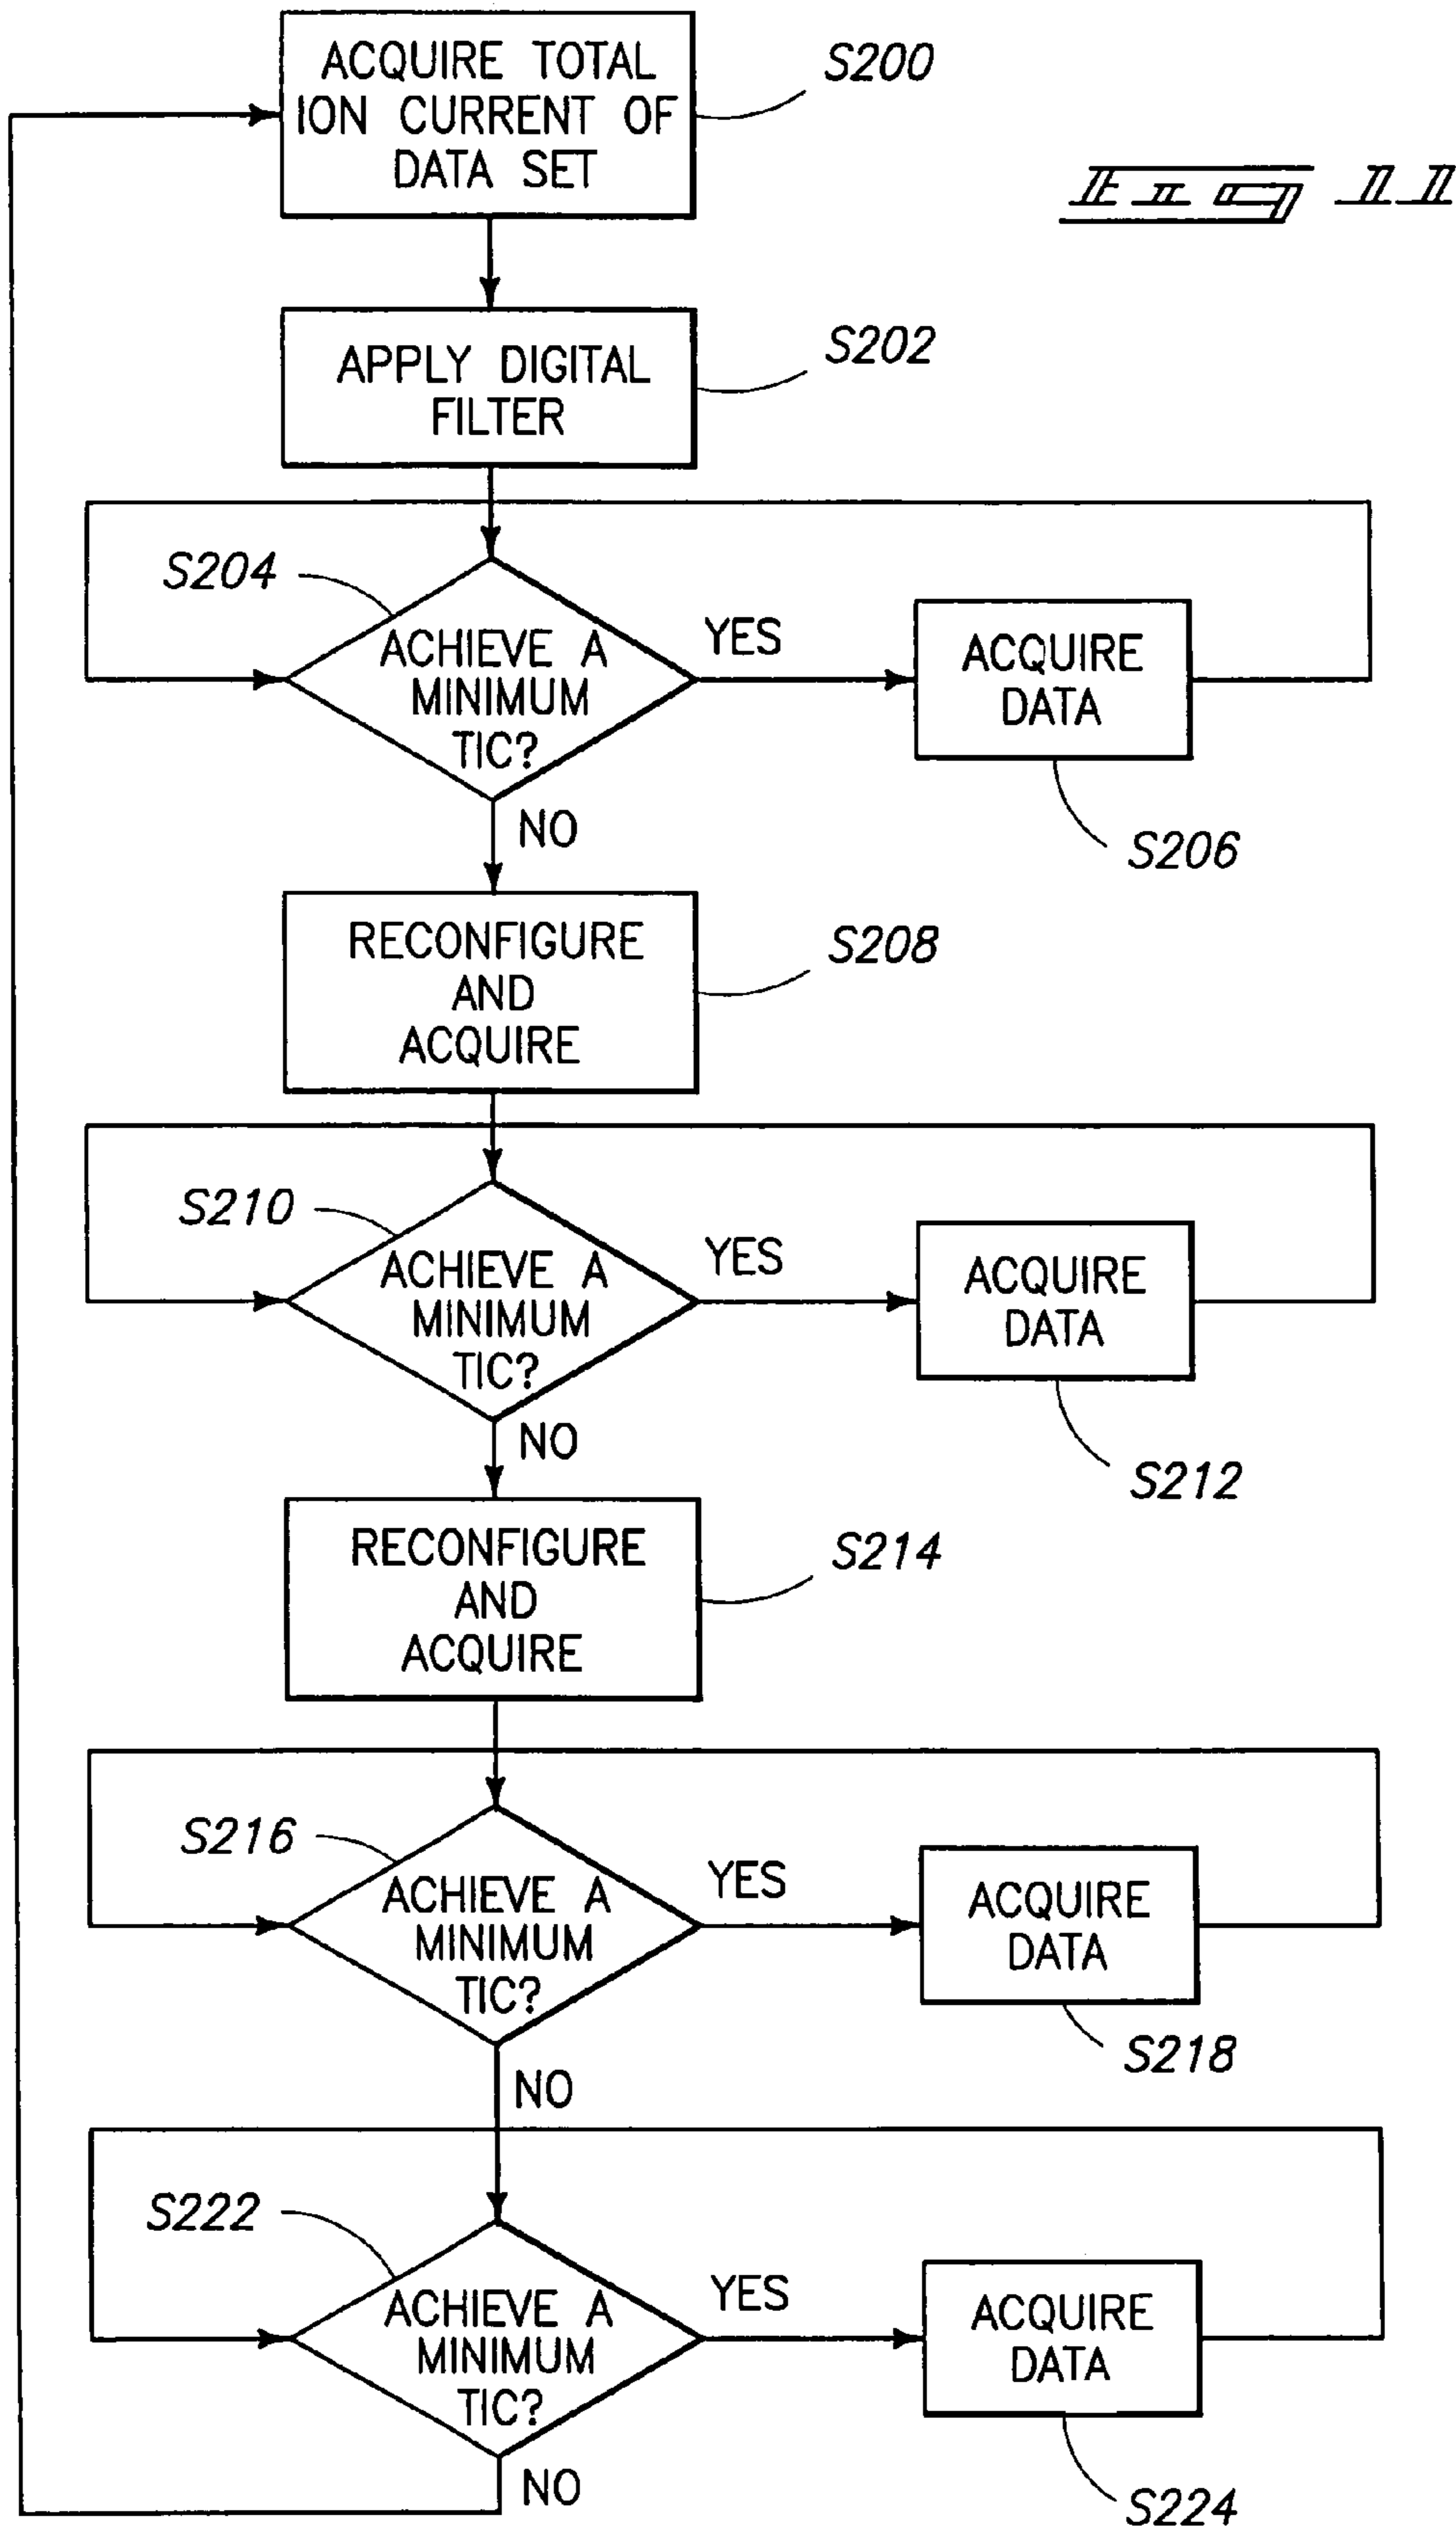 ACQUIRE TOTAL
ION CURRENT OF
DATA SET
S200
Fig 11
APPLY DIGITAL
FILTER
S202
S204
ACHIEVE A
MINIMUM
TIC?
YES
ACQUIRE
DATA
S206
NO
RECONFIGURE
AND
ACQUIRE
S208
S210
ACHIEVE A
MINIMUM
TIC?
YES
ACQUIRE
DATA
S212
NO
RECONFIGURE
AND
ACQUIRE
S214
S216
ACHIEVE A
MINIMUM
TIC?
YES
ACQUIRE
DATA
S218
NO
S222
ACHIEVE A
MINIMUM
TIC?
YES
ACQUIRE
DATA
S224
NO